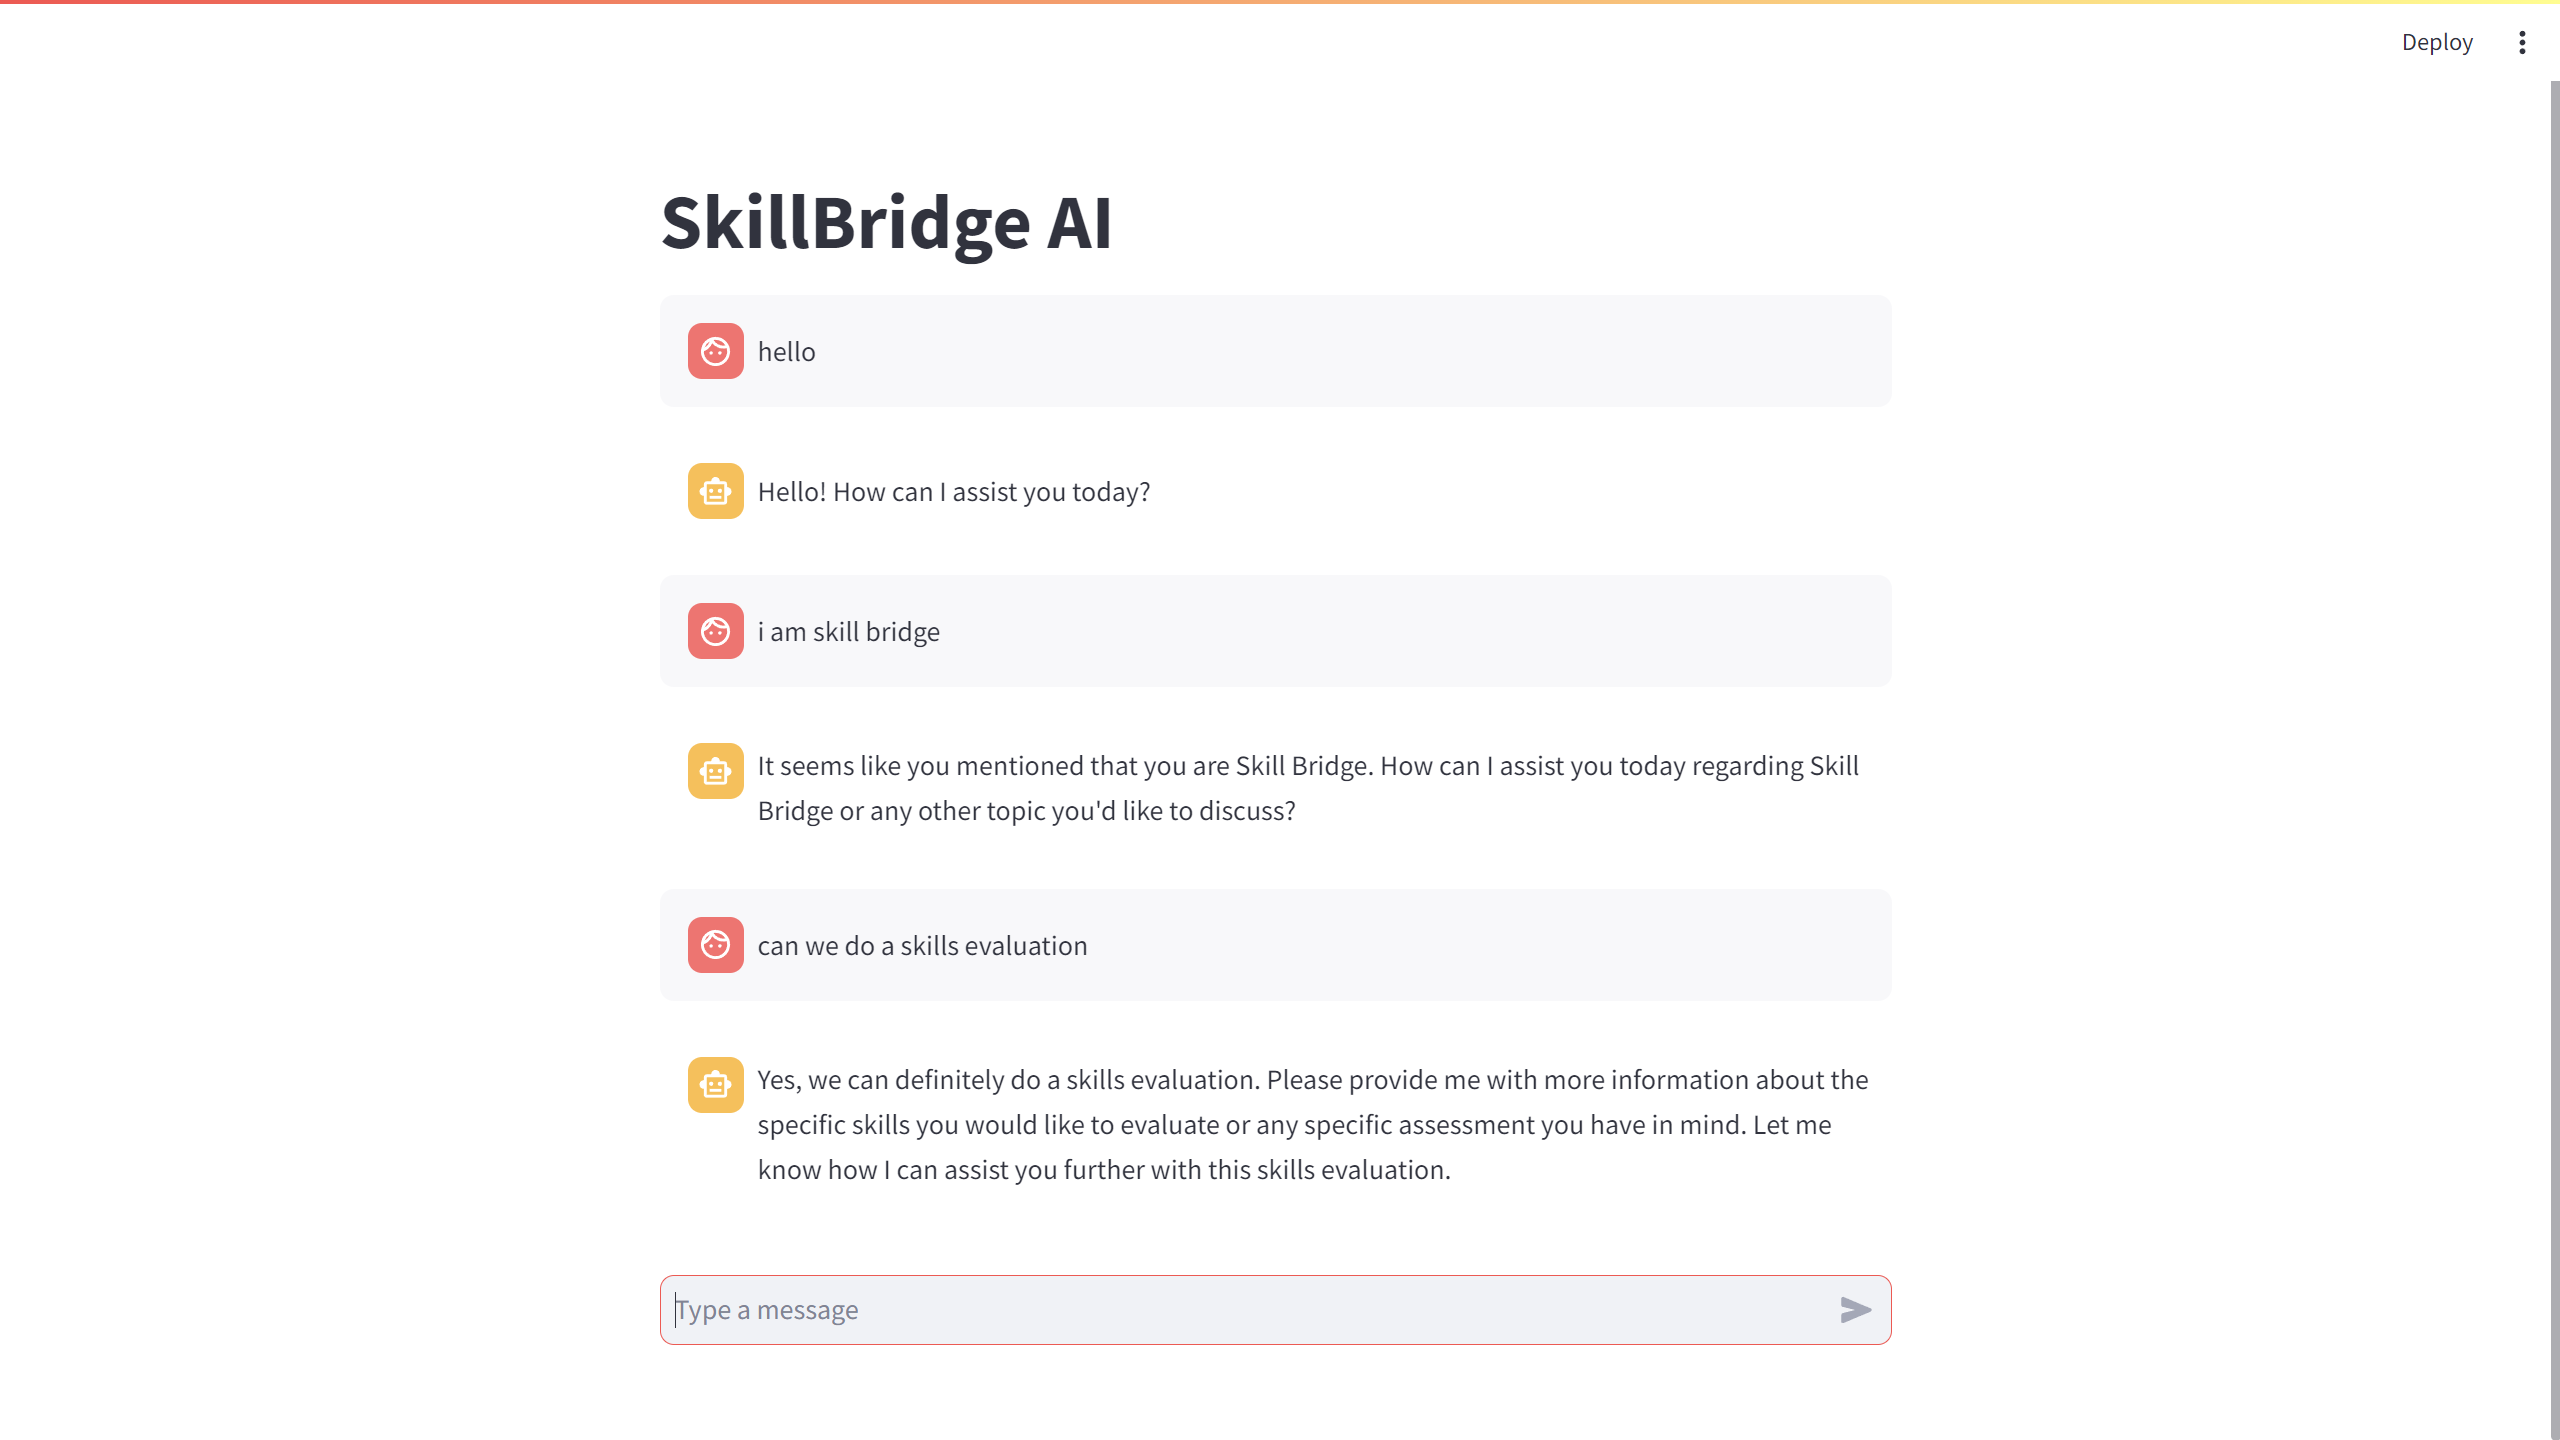 Deploy
SkillBridge AI
hello
Hello! How can I assist you today?
i am skill bridge
It seems like you mentioned that you are Skill Bridge. How can I assist you today regarding Skill
Bridge or any other topic you'd like to discuss?
can we do a skills evaluation
Yes, we can definitely do a skills evaluation. Please provide me with more information about the
specific skills you would like to evaluate or any specific assessment you have in mind. Let me
know how I can assist you further with this skills evaluation.
Type a message